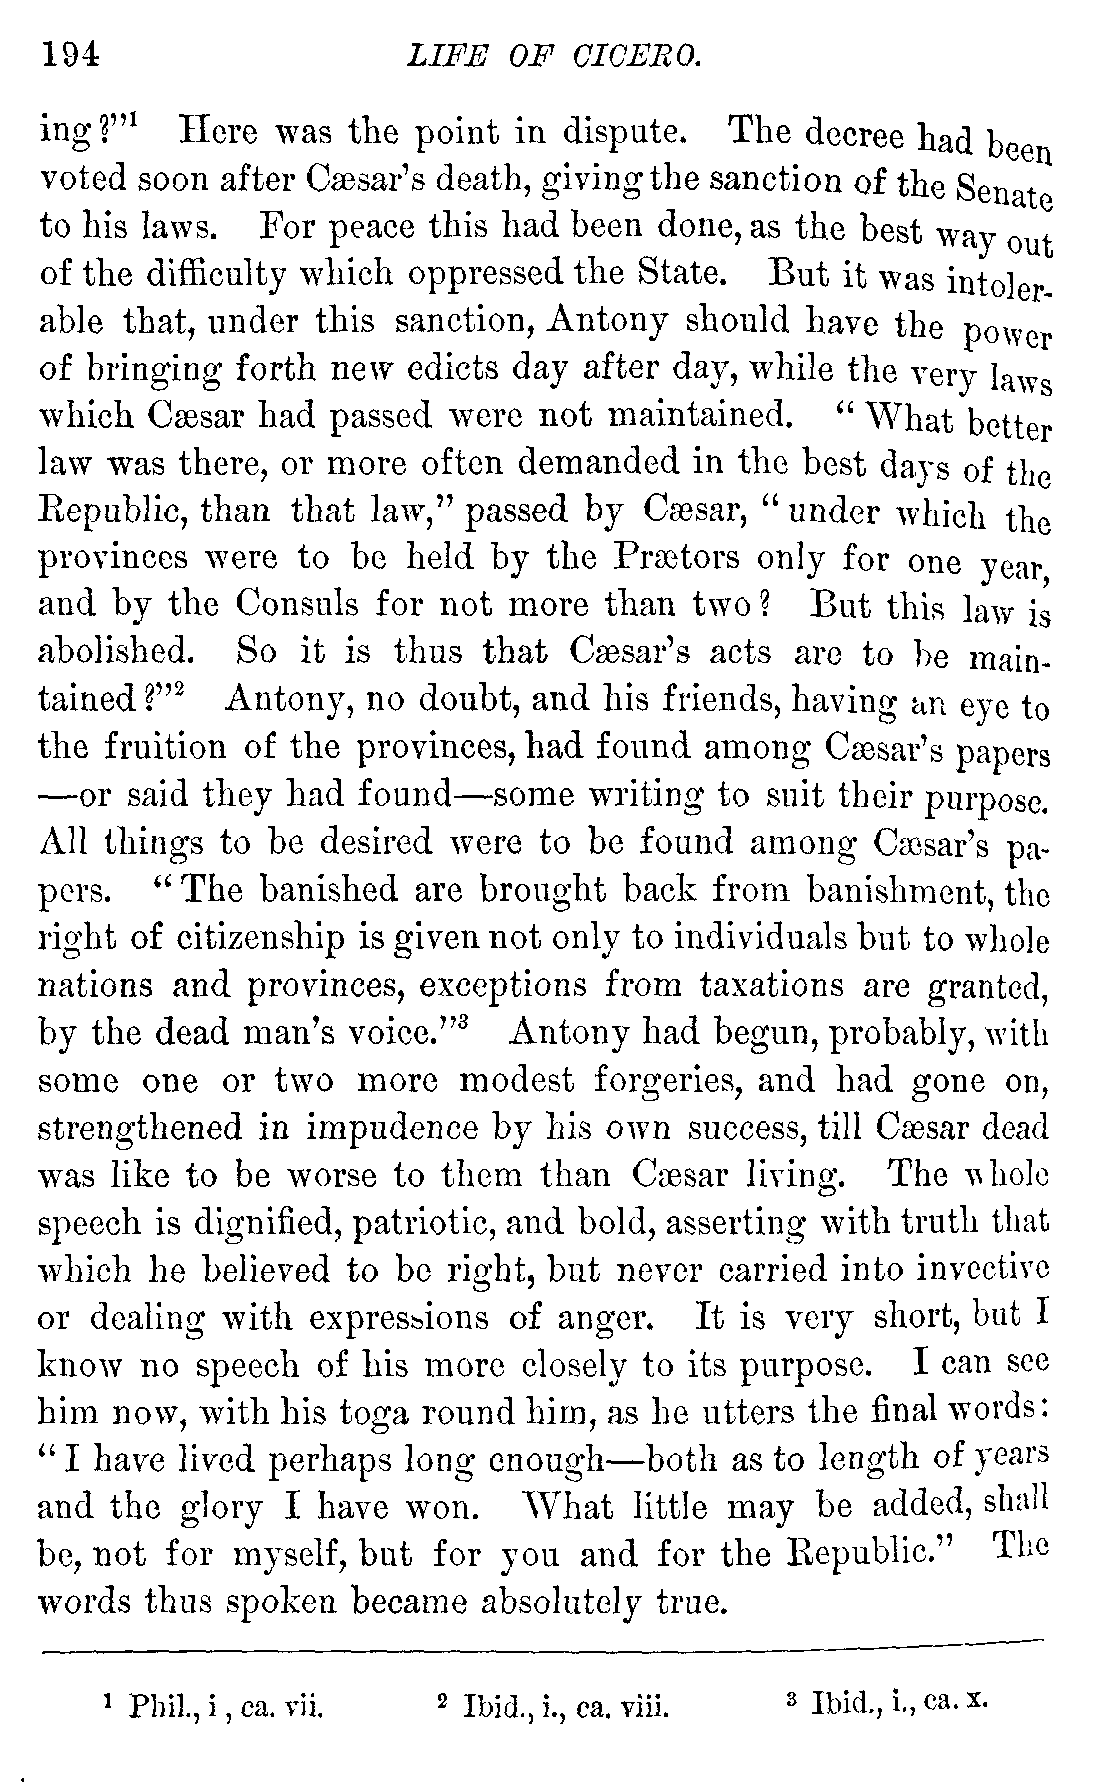 194 LIFE OF CICERO.
ing?”¹ Here was the point in dispute. The decree had been
voted soon after Cæsar’s death, giving the sanction of the Senate
to his laws. For peace this had been done, as the best way out
of the difficulty which oppressed the State. But it was intoler-
able that, under this sanction, Antony should have the power
of bringing forth new edicts day after day, while the very laws
which Cæsar had passed were not maintained. “What better
law was there, or more often demanded in the best days of the
Republic, than that law,” passed by Cæsar, “under which the
provinces were to be held by the Prætors only for one year,
and by the Consuls for not more than two? But this law is
abolished. So it is thus that Cæsar’s acts are to be main-
tained?”² Antony, no doubt, and his friends, having an eye to
the fruition of the provinces, had found among Cæsar’s papers
—or said they had found—some writing to suit their purpose.
All things to be desired were to be found among Cæsar’s pa-
pers. “The banished are brought back from banishment, the
right of citizenship is given not only to individuals but to whole
nations and provinces, exceptions from taxations are granted,
by the dead man’s voice.”³ Antony had begun, probably, with
some one or two more modest forgeries, and had gone on,
strengthened in impudence by his own success, till Cæsar dead
was like to be worse to them than Cæsar living. The whole
speech is dignified, patriotic, and bold, asserting with truth that
which he believed to be right, but never carried into invective
or dealing with expressions of anger. It is very short, but I
know no speech of his more closely to its purpose. I can see
him now, with his toga round him, as he utters the final words:
“I have lived perhaps long enough—both as to length of years
and the glory I have won. What little may be added, shall
be, not for myself, but for you and for the Republic.” The
words thus spoken became absolutely true.
¹ Phil., i, ca. vii. ² Ibid., i., ca. viii. ³ Ibid., i., ca. x.